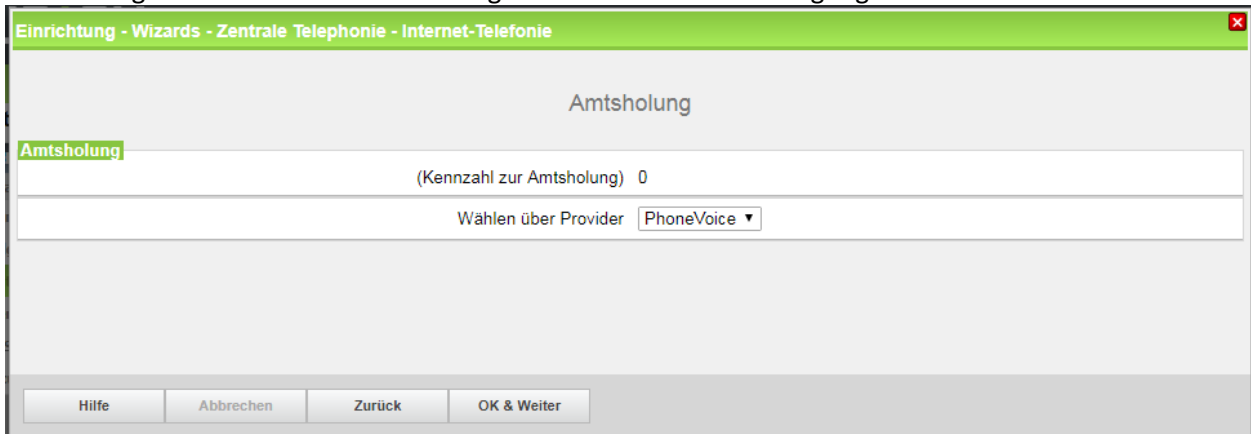 Einrichtung - Wizards - Zentrale Telephonie - Internet-Telefonie
Amtsholung
Amtsholung
(Kennzahl zur Amtsholung) 0
Wählen über Provider PhoneVoice
Hilfe Abbrechen Zurück OK & Weiter